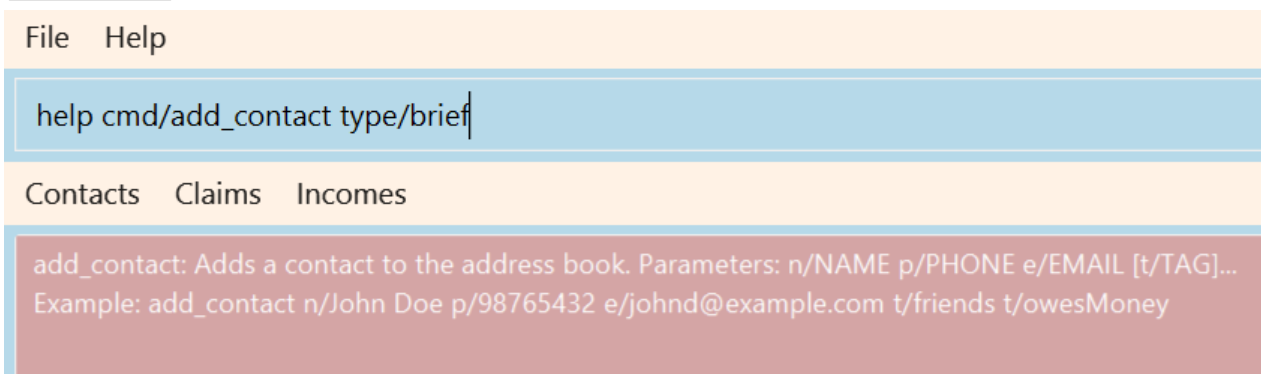 File Help
help cmd/add_contact type/brief
Contacts Claims Incomes
add_contact: Adds a contact to the address book. Parameters: n/NAME p/PHONE e/EMAIL [t/TAG]...
Example: add_contact n/John Doe p/98765432 e/johnd@example.com t/friends t/owesMoney